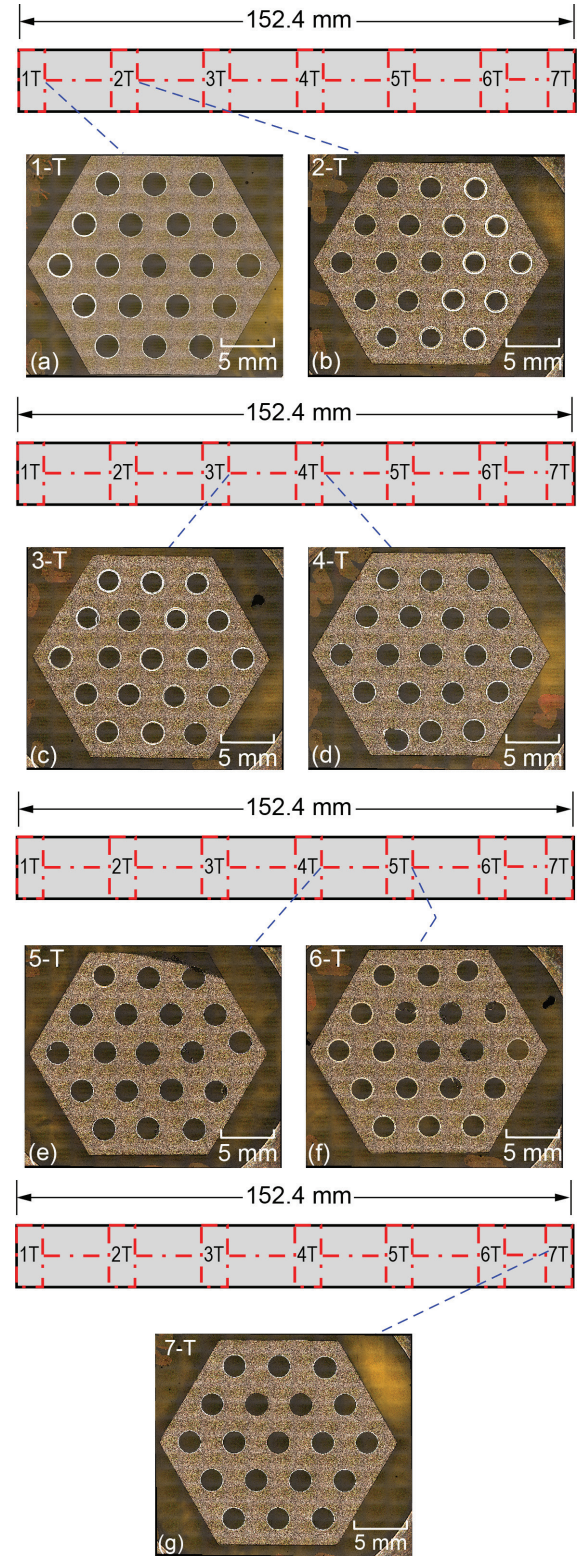 152.4 mm
1T 2T 3T 4T 5T 6T 7T
1-T 2-T
(a) 5 mm (b) 5 mm
152.4 mm
1T 2T 3T 4T 5T 6T 7T
3-T 4-T
(c) 5 mm (d) 5 mm
152.4 mm
1T 2T 3T 4T 5T 6T 7T
5-T 6-T
(e) 5 mm (f) 5 mm
152.4 mm
1T 2T 3T 4T 5T 6T 7T
7-T
(g) 5 mm